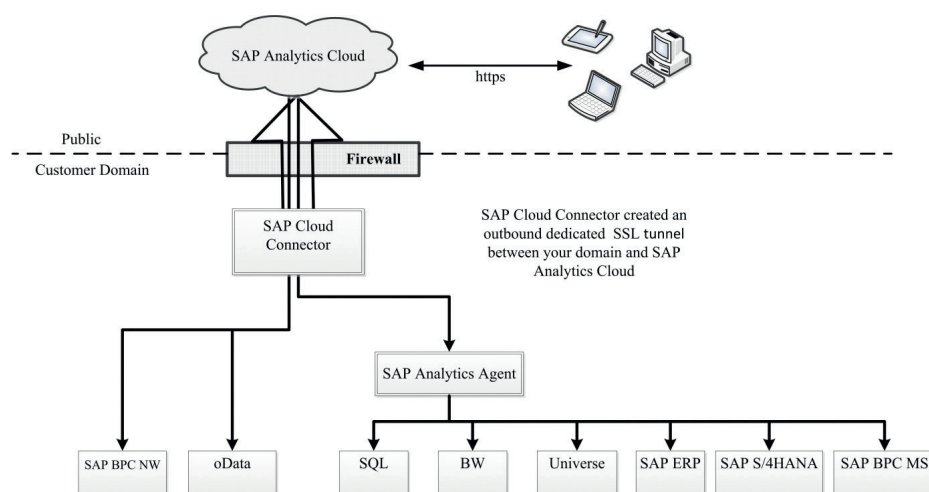 SAP Analytics Cloud
https
Public
Firewall
Customer Domain
SAP Cloud
Connector
SAP Cloud Connector created an
outbound dedicated SSL tunnel
between your domain and SAP
Analytics Cloud
SAP Analytics Agent
SAP BPC NW
oData
SQL
BW
Universe
SAP ERP
SAP S/4HANA
SAP BPC MS